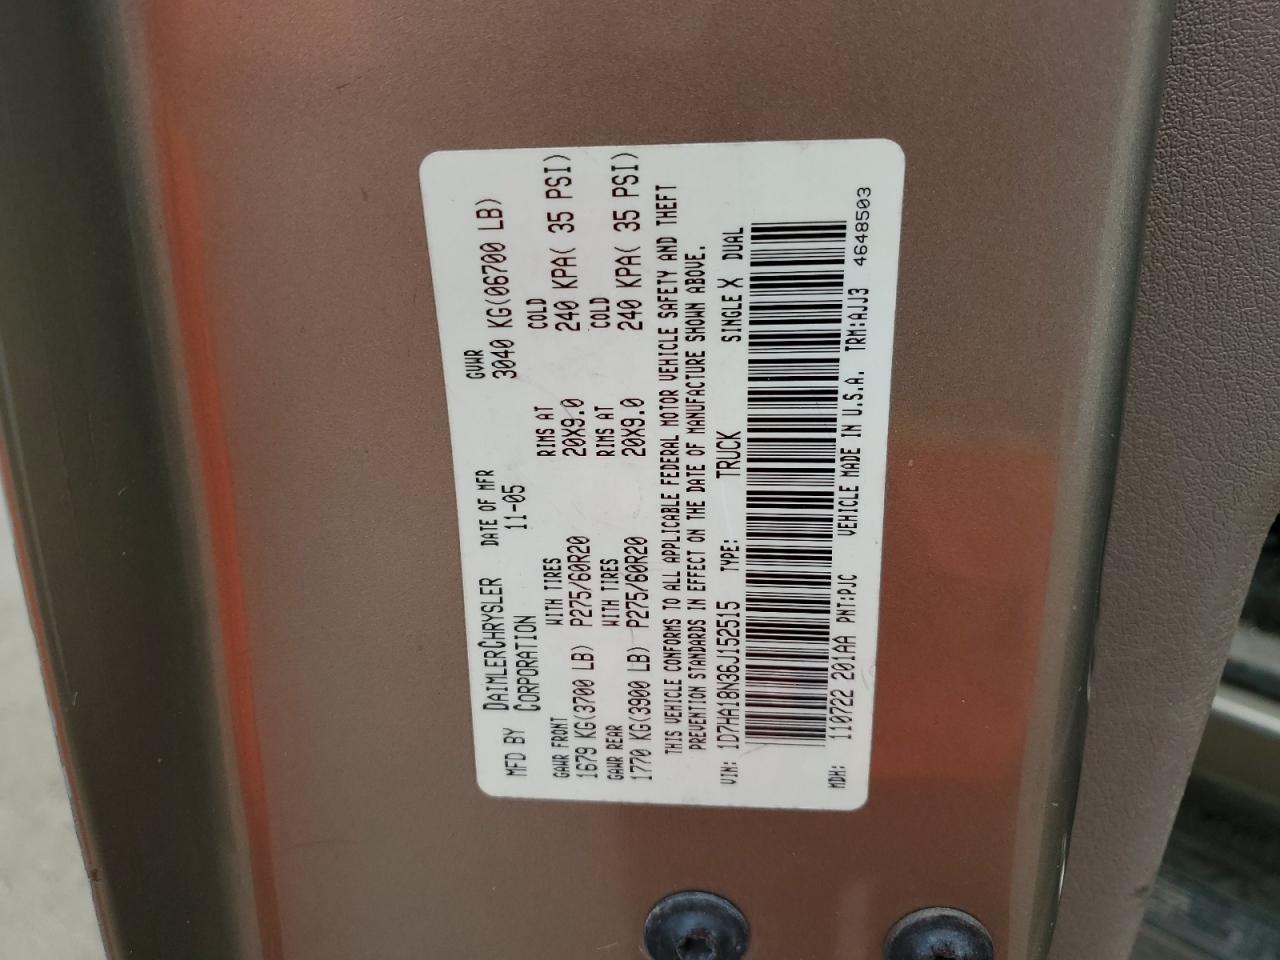 MFD BY DAIMLERCHRYSLER CORPORATION DATE OF MFR 11-05 GVWR 3040 KG(06700 LB)
GAWR FRONT WITH TIRES RIMS AT COLD
1679 KG(3700 LB) P275/60R20 20X9.0 240 KPA( 35 PSI)
GAWR REAR WITH TIRES RIMS AT COLD
1770 KG(3900 LB) P275/60R20 20X9.0 240 KPA( 35 PSI)
THIS VEHICLE CONFORMS TO ALL APPLICABLE FEDERAL MOTOR VEHICLE SAFETY AND THEFT
PREVENTION STANDARDS IN EFFECT ON THE DATE OF MANUFACTURE SHOWN ABOVE.
VIN: 1D7HA18N36J152515 TYPE: TRUCK SINGLE X DUAL
MDH: 110722 201AA PNT:PJC VEHICLE MADE IN U.S.A. TRM:AJJ3 4648503